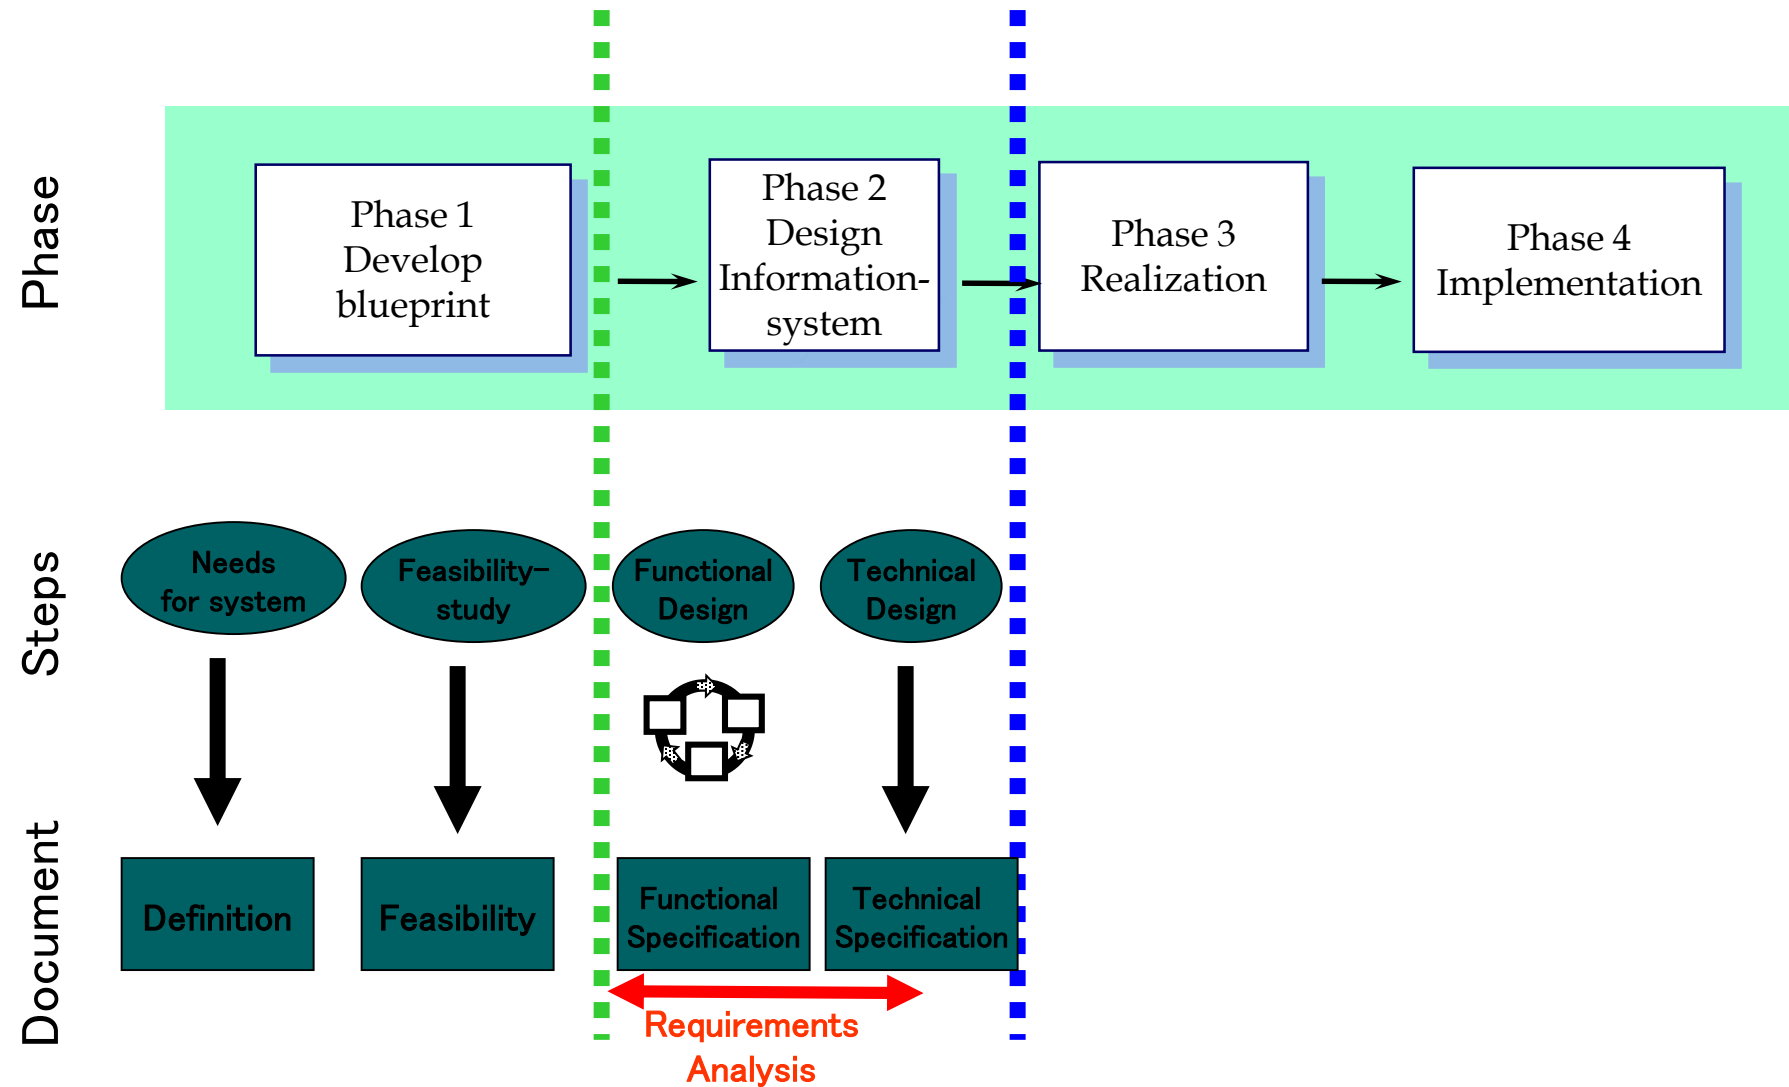 Phase
Phase 1
Develop
blueprint
Phase 2
Design
Information-
system
Phase 3
Realization
Phase 4
Implementation
Steps
Needs
for system
Feasibility-
study
Functional
Design
Technical
Design
Document
Definition
Feasibility
Functional
Specification
Technical
Specification
Requirements
Analysis